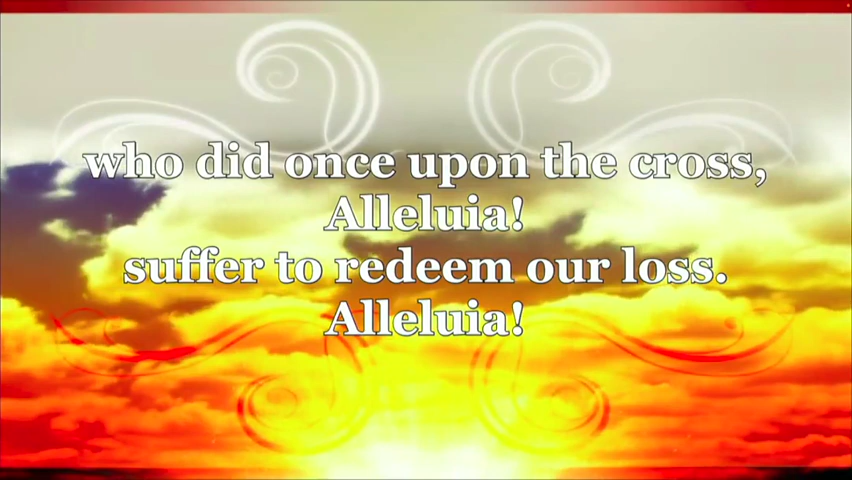 who did once upon the cross,
Alleluia!
suffer to redeem our loss.
Alleluia!